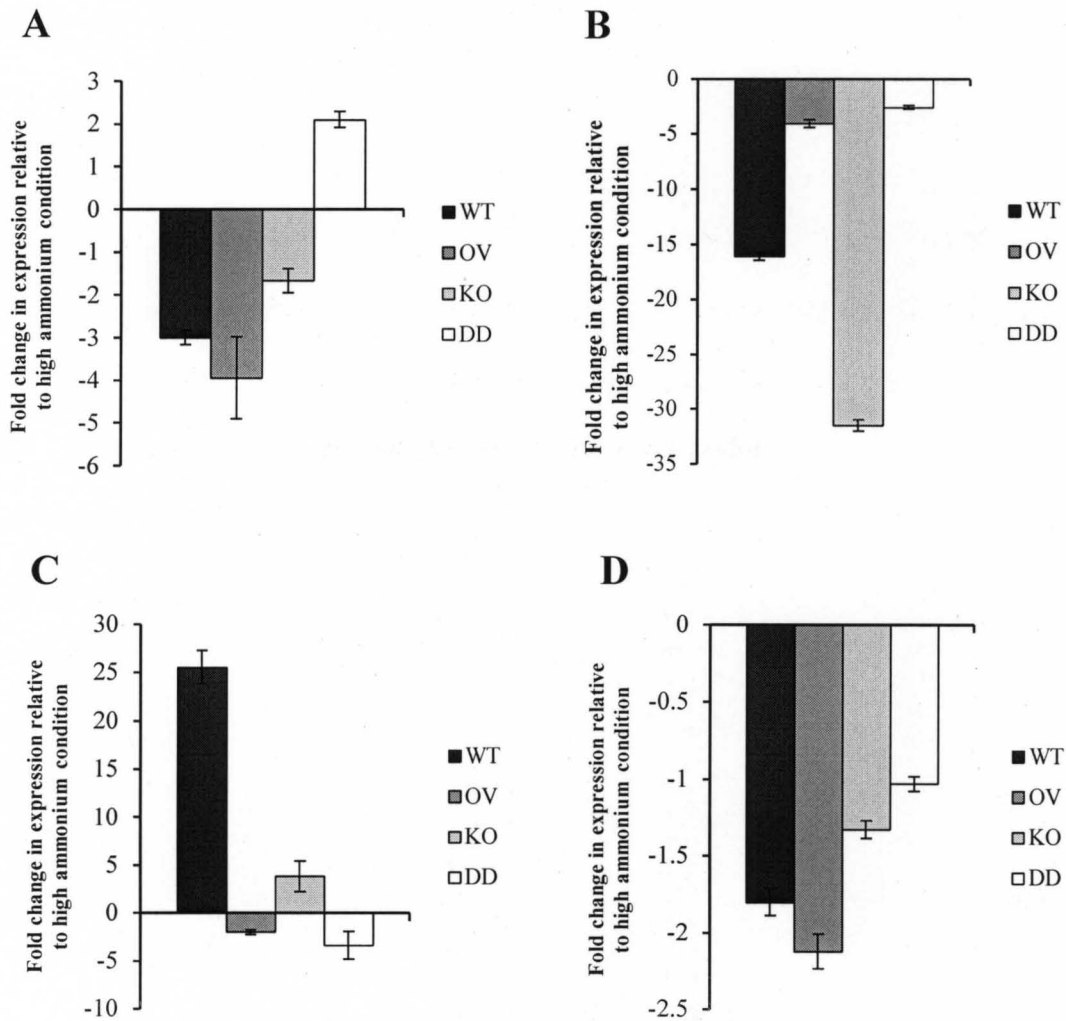 A
Fold change in expression relative
to high ammonium condition
3
2
1
0
-1
-2
-3
-4
-5
-6
WT
OV
KO
DD
B
Fold change in expression relative
to high ammonium condition
0
-5
-10
-15
-20
-25
-30
-35
WT
OV
KO
DD
C
Fold change in expression relative
to high ammonium condition
30
25
20
15
10
5
0
-5
-10
WT
OV
KO
DD
D
Fold change in expression relative
to high ammonium condition
0
-0.5
-1
-1.5
-2
-2.5
WT
OV
KO
DD